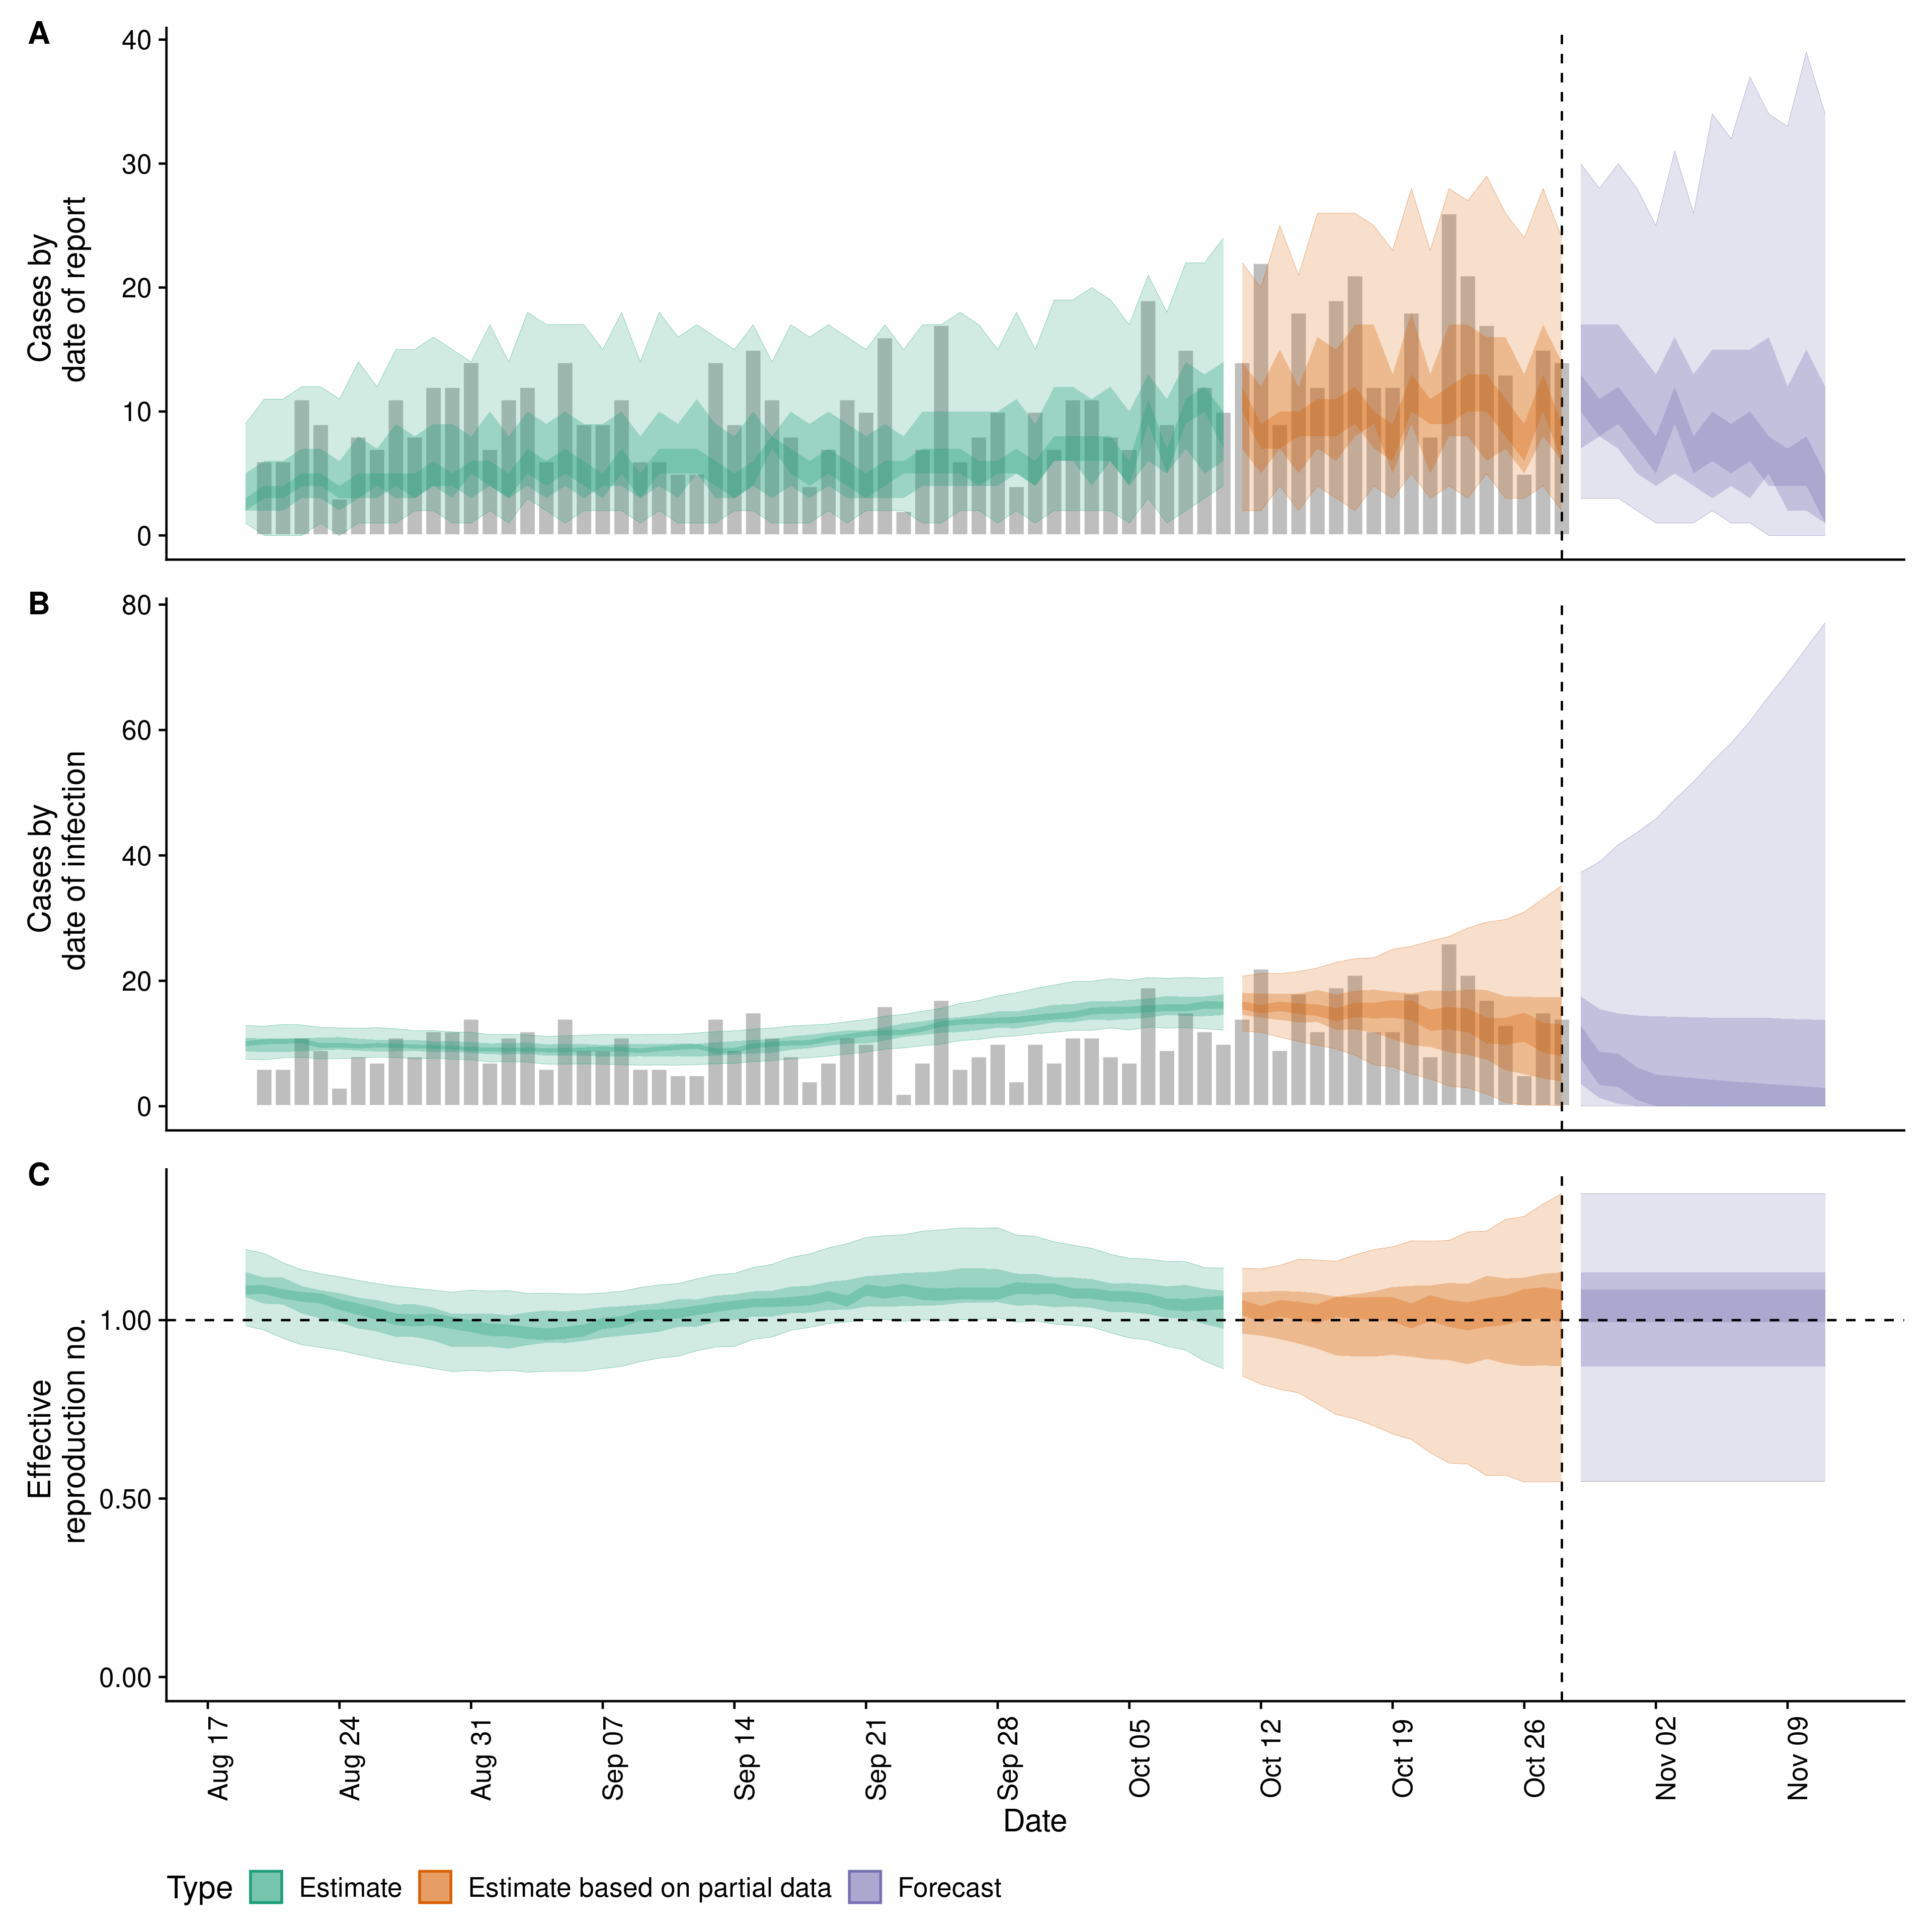 A
40
30
20
10
0
Cases by
date of report
B
80
60
40
20
0
Cases by
date of infection
C
1.00
0.50
0.00
Effective
reproduction no.
Aug 17
Aug 24
Aug 31
Sep 07
Sep 14
Sep 21
Sep 28
Oct 05
Oct 12
Oct 19
Oct 26
Nov 02
Nov 09
Date
Type Estimate Estimate based on partial data Forecast